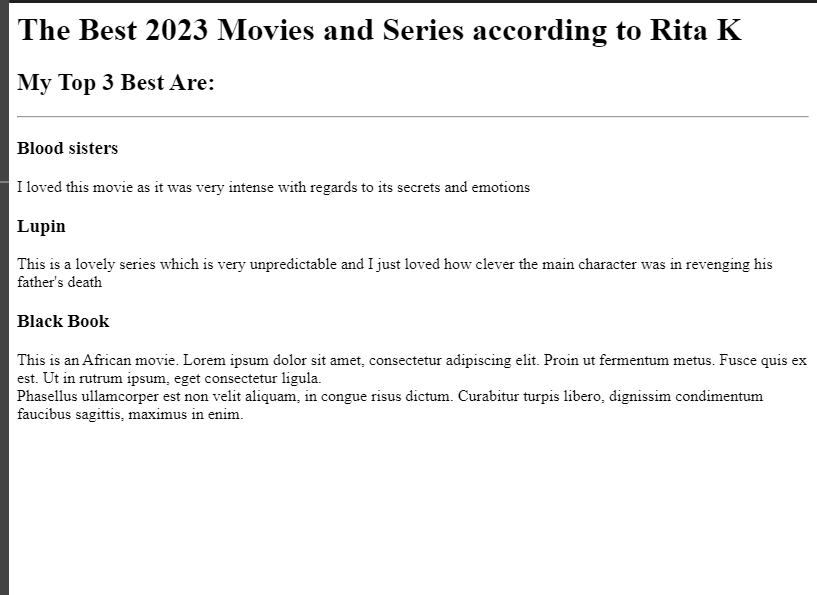 The Best 2023 Movies and Series according to Rita K
My Top 3 Best Are:
Blood sisters
I loved this movie as it was very intense with regards to its secrets and emotions
Lupin
This is a lovely series which is very unpredictable and I just loved how clever the main character was in revenging his
father's death
Black Book
This is an African movie. Lorem ipsum dolor sit amet, consectetur adipiscing elit. Proin ut fermentum metus. Fusce quis ex
est. Ut in rutrum ipsum, eget consectetur ligula.
Phasellus ullamcorper est non velit aliquam, in congue risus dictum. Curabitur turpis libero, dignissim condimentum
faucibus sagittis, maximus in enim.